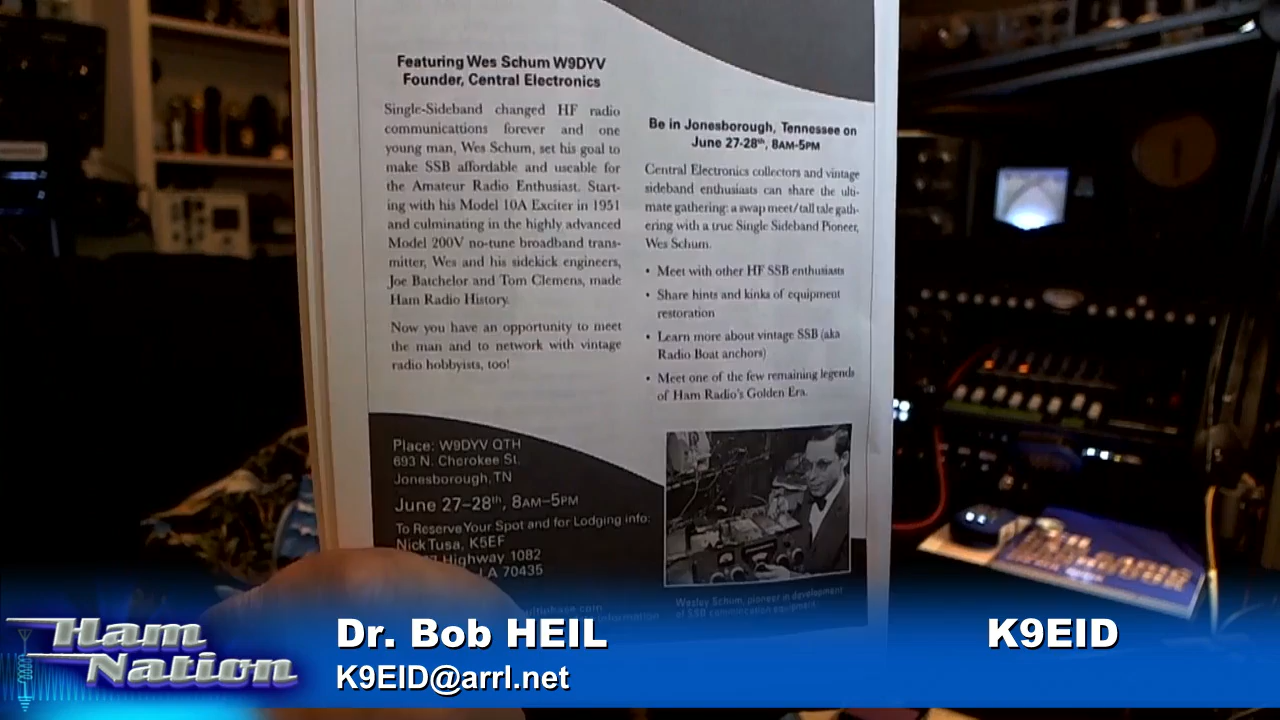 Featuring Wes Schum W9DYV
Founder, Central Electronics
Single-Sideband changed HF radio
communications forever and one
young man, Wes Schum, set his goal to
make SSB affordable and useable for
the Amateur Radio Enthusiast. Start-
ing with his Model 10A Exciter in 1951
and culminating in the highly advanced
Model 200V no-tune broadband trans-
mitter, Wes and his sidekick engineers,
Joe Batchelor and Tom Clemens, made
Ham Radio History.
Now you have an opportunity to meet
the man and to network with vintage
radio hobbyists, too!
Place: W9DYV QTH
693 N. Cherokee St.
Jonesborough, TN
June 27–28th, 8AM–5PM
To Reserve Your Spot and for Lodging info:
Nick Tusa, K5EF
Highway 1082
LA 70435
Be in Jonesborough, Tennessee on
June 27-28th, 8AM-5PM
Central Electronics collectors and vintage
sideband enthusiasts can share the ulti-
mate gathering: a swap meet/tall tale gath-
ering with a true Single Sideband Pioneer,
Wes Schum.
• Meet with other HF SSB enthusiasts
• Share hints and kinks of equipment
restoration
• Learn more about vintage SSB (aka
Radio Boat anchors)
• Meet one of the few remaining legends
of Ham Radio's Golden Era.
Wesley Schum, pioneer in development
of SSB communication equipment.
Ham
Nation
Dr. Bob HEIL
K9EID@arrl.net
K9EID